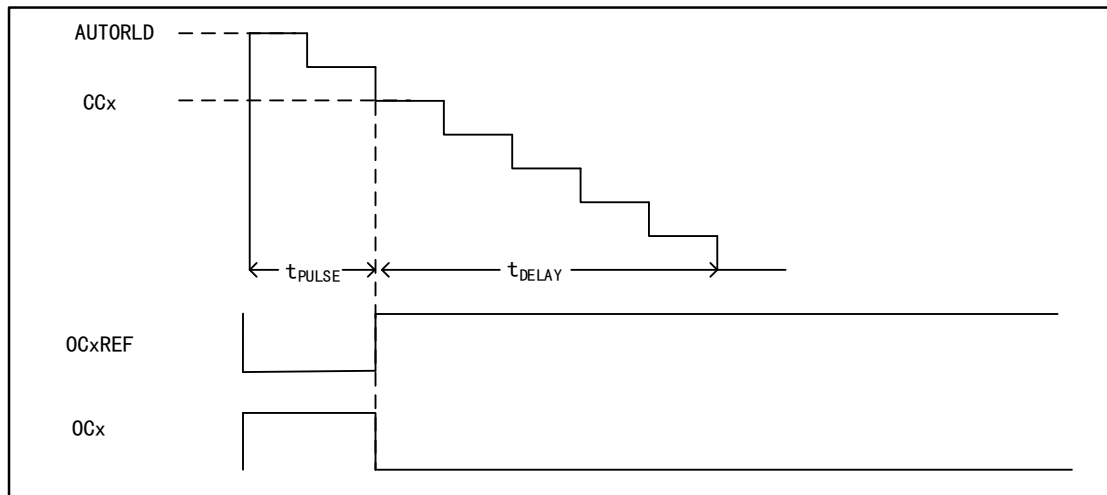 AUTORLD
CCx
tPULSE
tDELAY
OCxREF
OCx